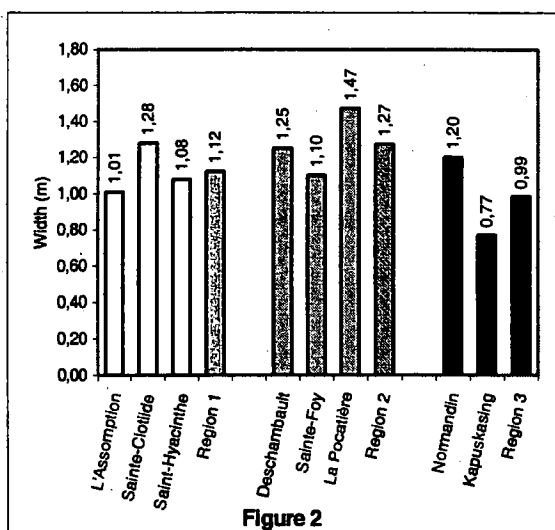 1,80
1,60
1,40
1,20
1,00
0,80
0,60
0,40
0,20
0,00
Width (m)
1,01
1,28
1,08
1,12
1,25
1,10
1,47
1,27
1,20
0,77
0,99
L'Assomption
Sainte-Clotilde
Saint-Hyacinthe
Region 1
Deschambault
Sainte-Foy
La Pocatière
Region 2
Normandin
Kapuskasing
Region 3
Figure 2